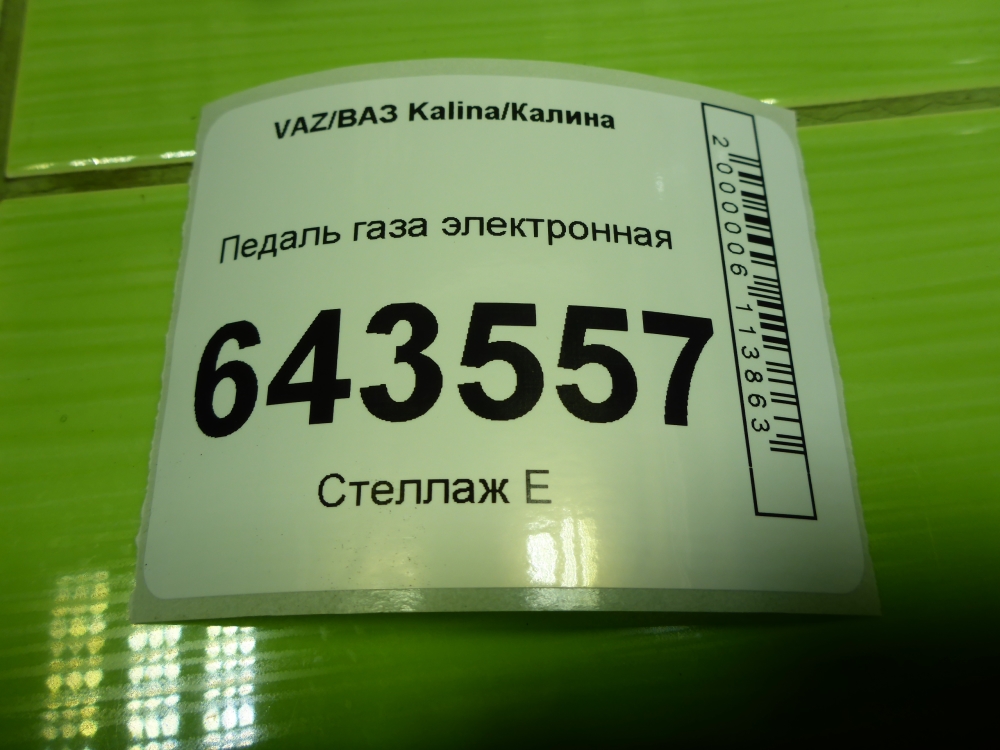 VAZ/ВАЗ Kalina/Калина
Педаль газа электронная
643557
Стеллаж Е
2000006113863